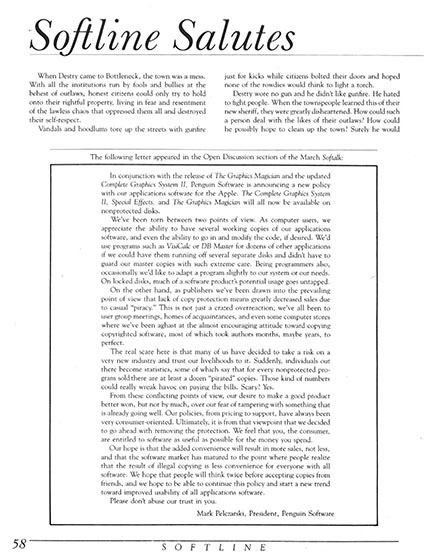 Softline Salutes
When Destry came to Bottleneck, the town was a mess.
With all the institutions run by fools and bullies at the
behest of outlaws, honest citizens could only try to hold
onto their rightful property, living in fear and resentment
of the lawless chaos that oppressed them all and destroyed
their self-respect.
Vandals and hoodlums tore up the streets with gunfire
just for kicks while citizens bolted their doors and hoped
none of the rowdies would think to light a torch.
Destry wore no gun and he didn't like gunfire. He hated
to fight people. When the townspeople learned this of their
new sheriff, they were greatly disheartened. How could such
a person deal with the likes of their outlaws? How could
he possibly hope to clean up the town? Surely he would
The following letter appeared in the Open Discussion section of the March Softalk:
In conjunction with the release of The Graphics Magician and the updated
Complete Graphics System II, Penguin Software is announcing a new policy
with our applications software for the Apple. The Complete Graphics System
II, Special Effects, and The Graphics Magician will all now be available on
nonprotected disks.
We've been torn between two points of view. As computer users, we
appreciate the ability to have several working copies of our applications
software, and even the ability to go in and modify the code, if desired. We'd
use programs such as VisiCalc or DB Master for dozens of other applications
if we could have them running off several separate disks and didn't have to
guard our master copies with such extreme care. Being programmers also,
occasionally we'd like to adapt a program slightly to our system or our needs.
On locked disks, much of a software product's potential usage goes untapped.
On the other hand, as publishers we've been drawn into the prevailing
point of view that lack of copy protection means greatly decreased sales due
to casual "piracy." This is not just a crazed overreaction; we've all been to
user group meetings, homes of acquaintances, and even some computer stores
where we've been aghast at the almost encouraging attitude toward copying
copyrighted software, most of which took authors months, maybe years, to
perfect.
The real scare here is that many of us have decided to take a risk on a
very new industry and trust our livelihoods to it. Suddenly, individuals out
there become statistics, some of which say that for every nonprotected pro-
gram sold there are at least a dozen "pirated" copies. Those kind of numbers
could really wreak havoc on paying the bills. Scary? Yes.
From these conflicting points of view, our desire to make a good product
better won, but not by much, over our fear of tampering with something that
is already going well. Our policies, from pricing to support, have always been
very consumer-oriented. Ultimately, it is from that viewpoint that we decided
to go ahead with removing the protection. We feel that you, the consumer,
are entitled to software as useful as possible for the money you spend.
Our hope is that the added convenience will result in more sales, not less,
and that the software market has matured to the point where people realize
that the result of illegal copying is less convenience for everyone with all
software. We hope that people will think twice before accepting copies from
friends, and we hope to be able to continue this policy and start a new trend
toward improved usability of all applications software.
Please don't abuse our trust in you.
Mark Pelczarski, President, Penguin Software
58
SOFTLINE